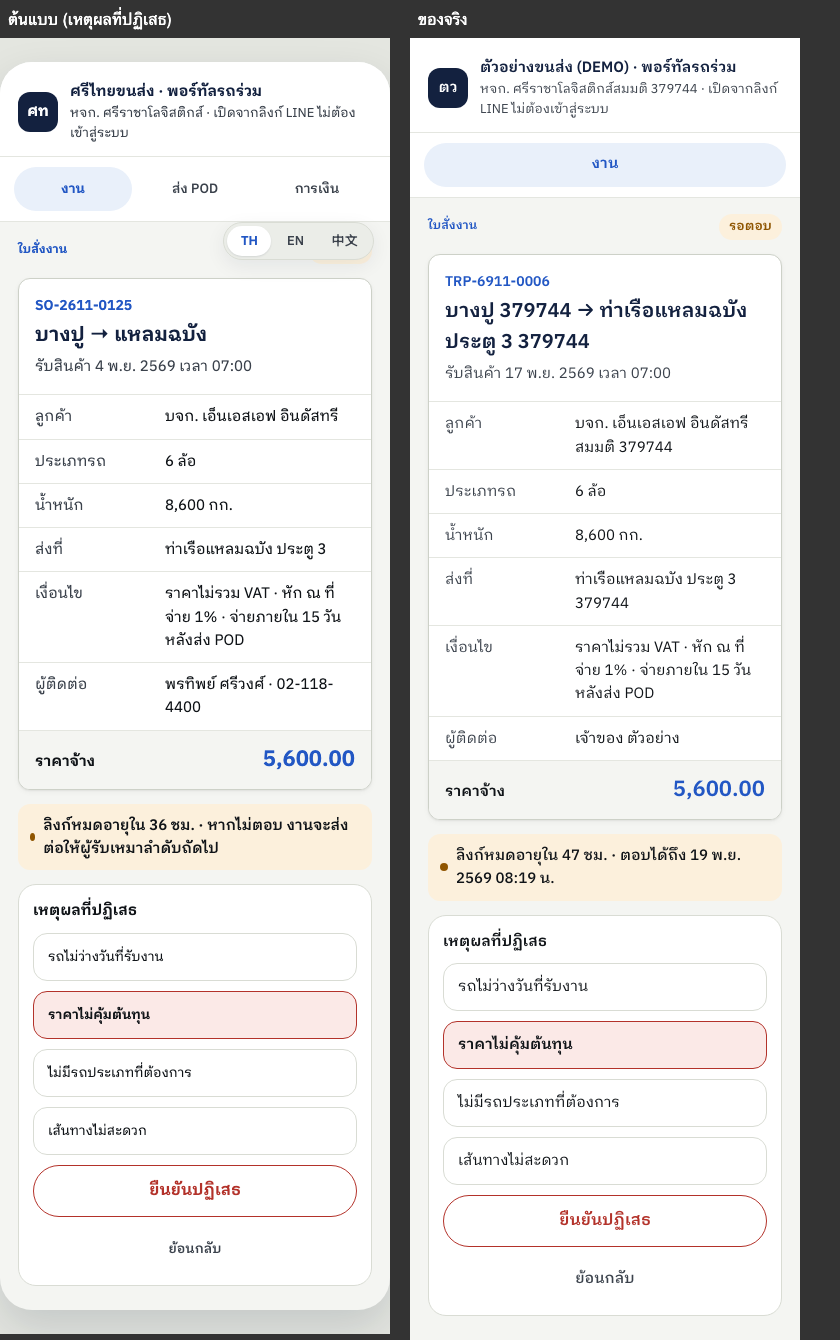 ต้นแบบ (เหตุผลที่ปฏิเสธ)
ศท
ศรีไทยขนส่ง · พอร์ทัลรถร่วม
หจก. ศรีราชาโลจิสติกส์ · เปิดจากลิงก์ LINE ไม่ต้อง
เข้าสู่ระบบ
งาน
ส่ง POD
การเงิน
ใบสั่งงาน
TH
EN
中文
SO-2611-0125
บางปู → แหลมฉบัง
รับสินค้า 4 พ.ย. 2569 เวลา 07:00
ลูกค้า
บจก. เอ็นเอสเอฟ อินดัสทรี
ประเภทรถ
6 ล้อ
น้ำหนัก
8,600 กก.
ส่งที่
ท่าเรือแหลมฉบัง ประตู 3
เงื่อนไข
ราคาไม่รวม VAT · หัก ณ ที่
จ่าย 1% · จ่ายภายใน 15 วัน
หลังส่ง POD
ผู้ติดต่อ
พรทิพย์ ศรีวงศ์ · 02-118-
4400
ราคาจ้าง
5,600.00
ลิงก์หมดอายุใน 36 ชม. · หากไม่ตอบ งานจะส่ง
ต่อให้ผู้รับเหมาลำดับถัดไป
เหตุผลที่ปฏิเสธ
รถไม่ว่างวันที่รับงาน
ราคาไม่คุ้มต้นทุน
ไม่มีรถประเภทที่ต้องการ
เส้นทางไม่สะดวก
ยืนยันปฏิเสธ
ย้อนกลับ
ของจริง
ตว
ตัวอย่างขนส่ง (DEMO) · พอร์ทัลรถร่วม
หจก. ศรีราชาโลจิสติกส์สมมติ 379744 · เปิดจากลิงก์
LINE ไม่ต้องเข้าสู่ระบบ
งาน
ใบสั่งงาน
รอตอบ
TRP-6911-0006
บางปู 379744 → ท่าเรือแหลมฉบัง
ประตู 3 379744
รับสินค้า 17 พ.ย. 2569 เวลา 07:00
ลูกค้า
บจก. เอ็นเอสเอฟ อินดัสทรี
สมมติ 379744
ประเภทรถ
6 ล้อ
น้ำหนัก
8,600 กก.
ส่งที่
ท่าเรือแหลมฉบัง ประตู 3
379744
เงื่อนไข
ราคาไม่รวม VAT · หัก ณ ที่
จ่าย 1% · จ่ายภายใน 15 วัน
หลังส่ง POD
ผู้ติดต่อ
เจ้าของ ตัวอย่าง
ราคาจ้าง
5,600.00
ลิงก์หมดอายุใน 47 ชม. · ตอบได้ถึง 19 พ.ย.
2569 08:19 น.
เหตุผลที่ปฏิเสธ
รถไม่ว่างวันที่รับงาน
ราคาไม่คุ้มต้นทุน
ไม่มีรถประเภทที่ต้องการ
เส้นทางไม่สะดวก
ยืนยันปฏิเสธ
ย้อนกลับ